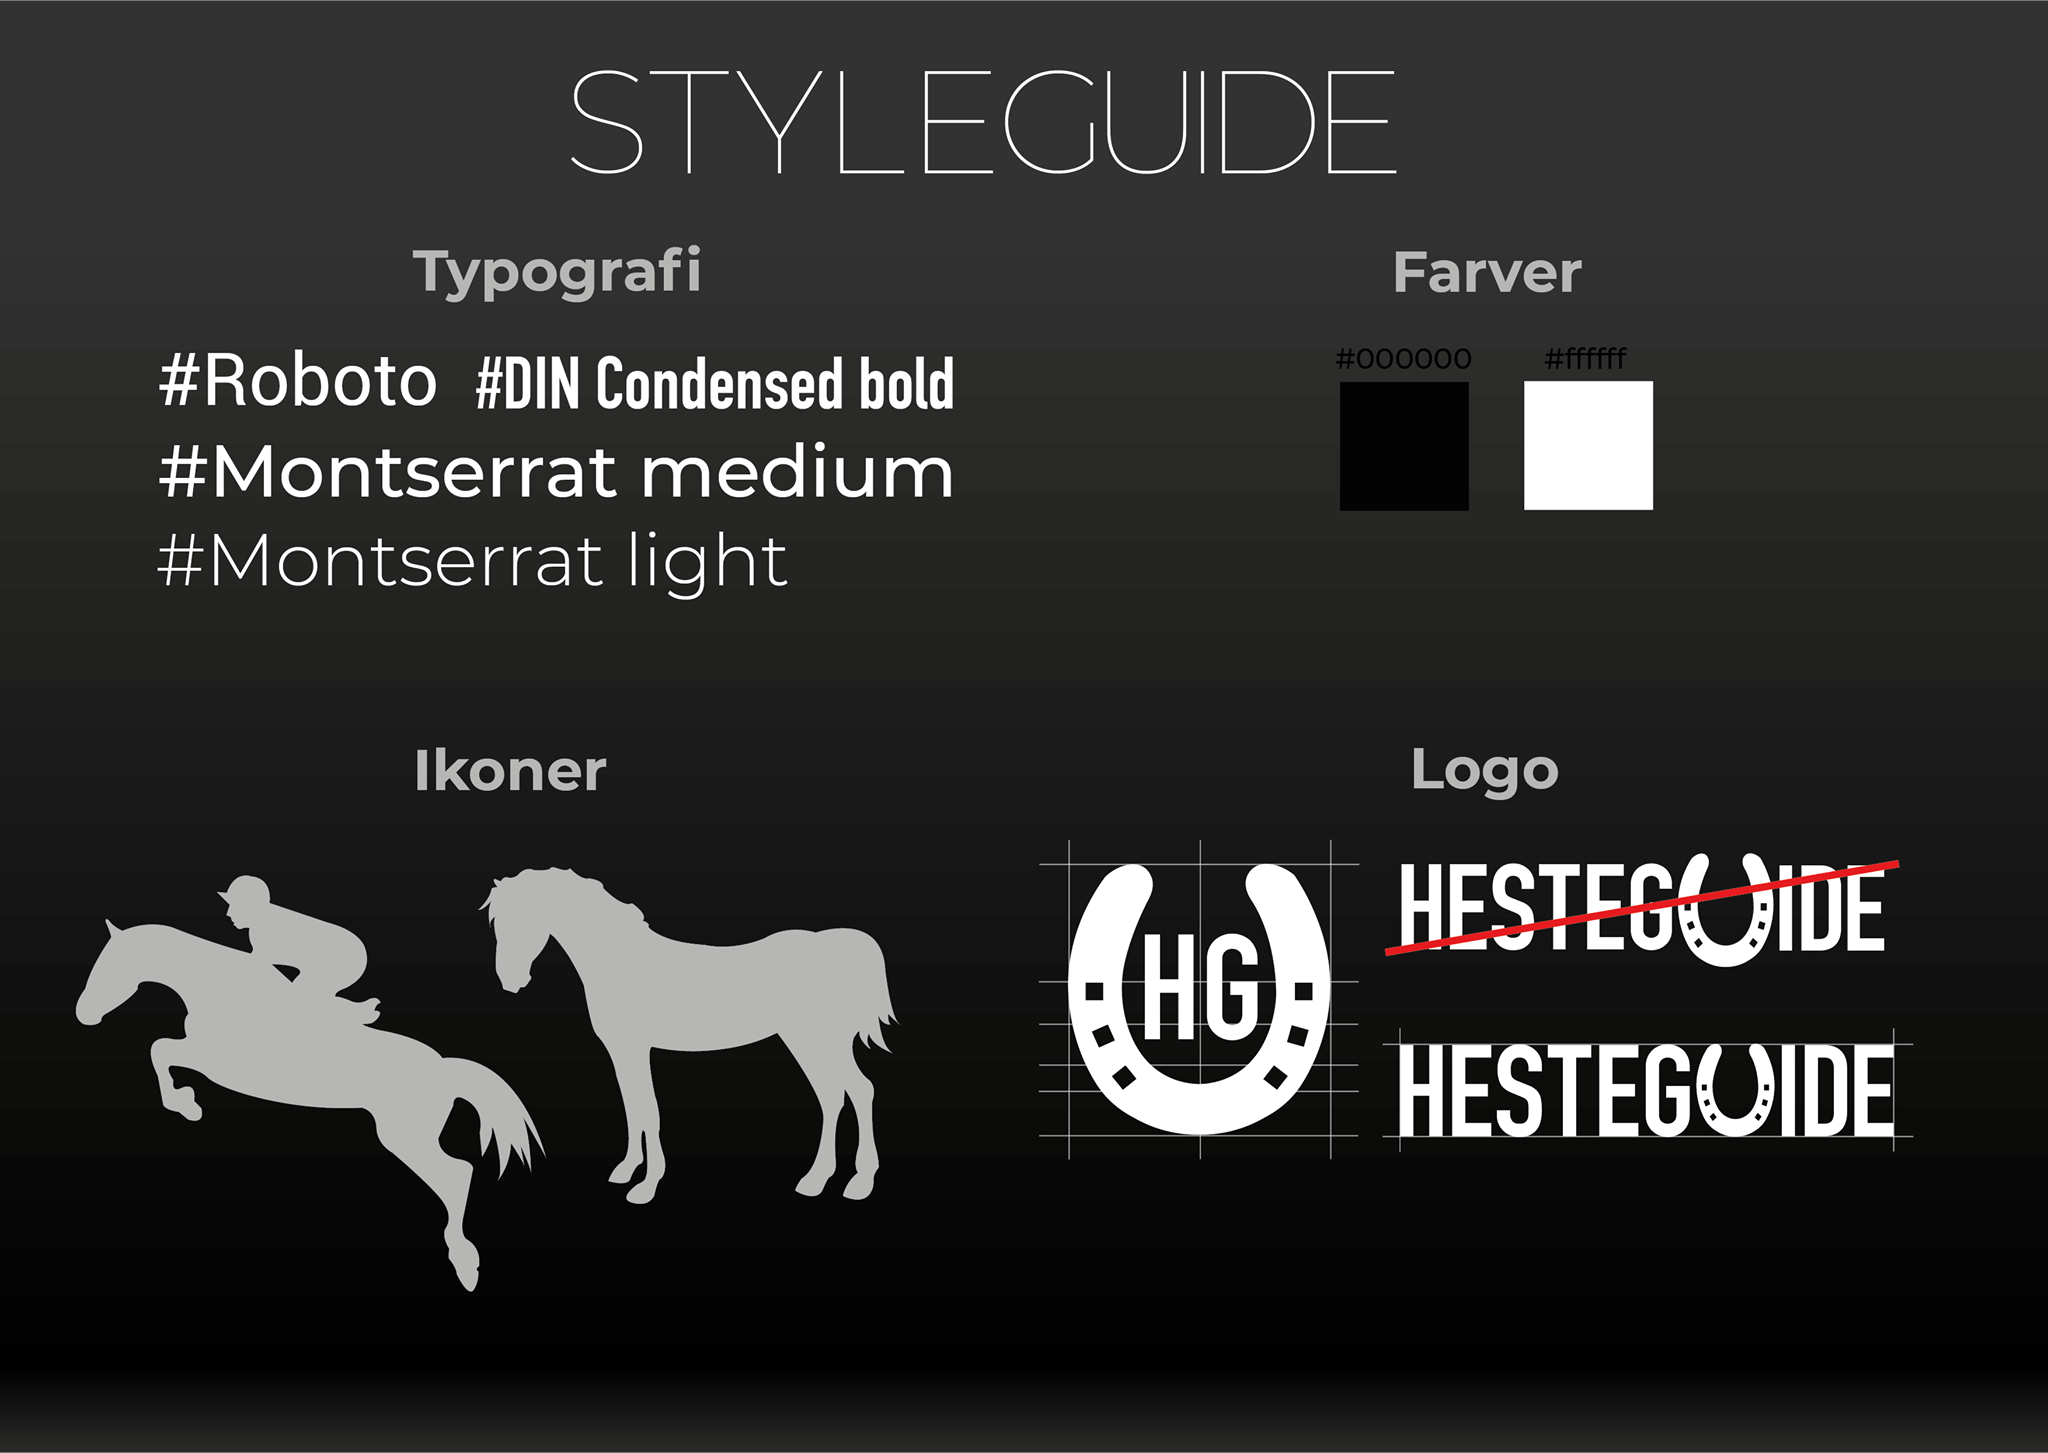 STYLEGUIDE
Typografi
#Roboto #DIN Condensed bold
#Montserrat medium
#Montserrat light
Farver
#000000 #ffffff
Ikoner
Logo
HG
HESTEGUIDE
HESTEGUIDE